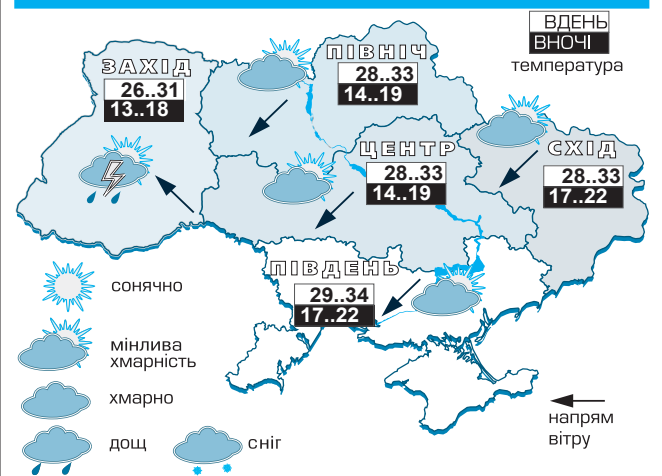 ВДЕНЬ
ВНОЧІ
температура
ПІВНІЧ
28..33
14..19
ЗАХІД
26..31
13..18
ЦЕНТР
28..33
14..19
СХІД
28..33
17..22
ПІВДЕНЬ
29..34
17..22
сонячно
мінлива
хмарність
хмарно
дощ
сніг
напрям
вітру